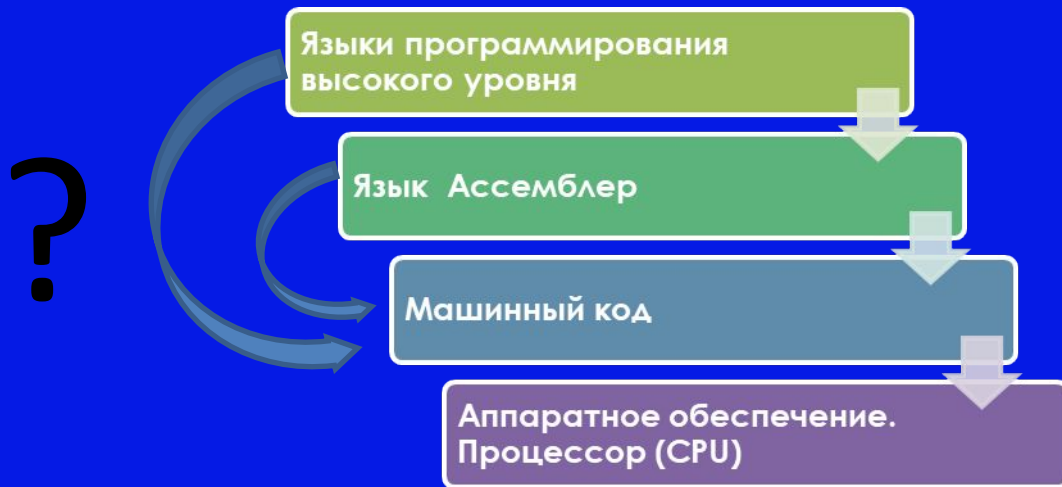 Языки программирования
высокого уровня
?
Язык Ассемблер
Машинный код
Аппаратное обеспечение.
Процессор (CPU)